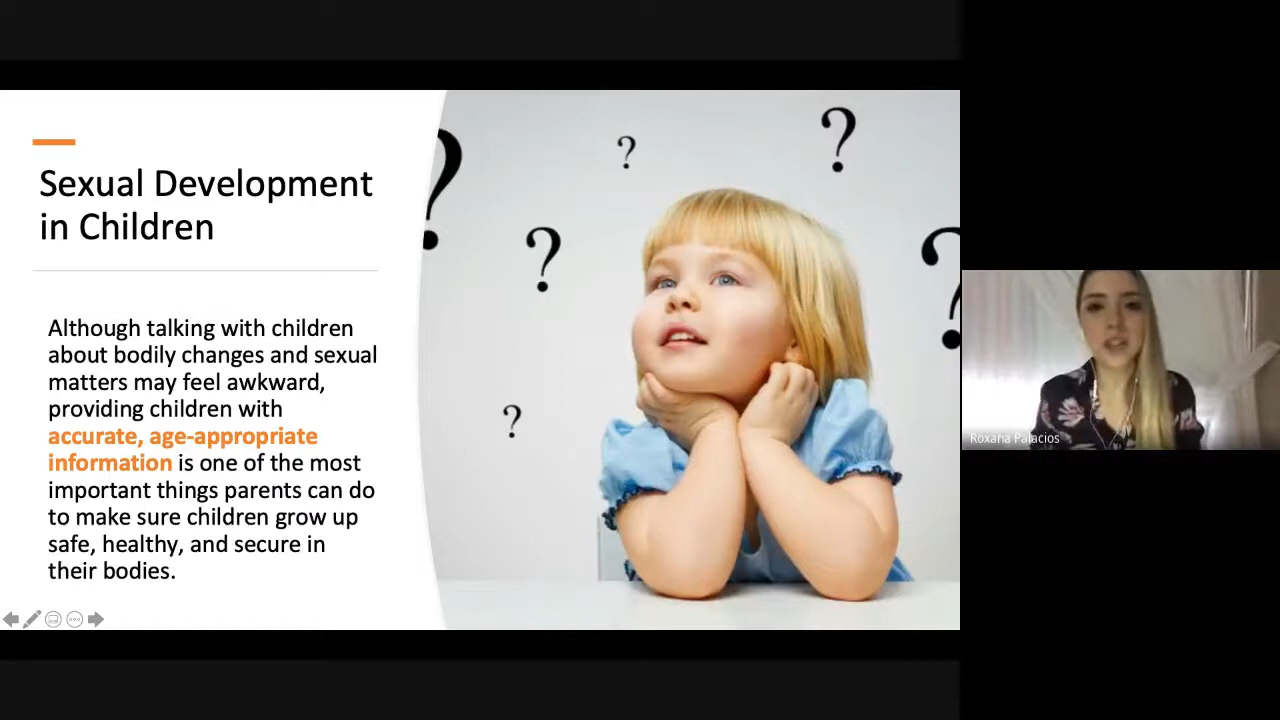 Sexual Development
in Children
Although talking with children
about bodily changes and sexual
matters may feel awkward,
providing children with
accurate, age-appropriate
information is one of the most
important things parents can do
to make sure children grow up
safe, healthy, and secure in
their bodies.
?
?
?
?
?
?
Roxana Palacios